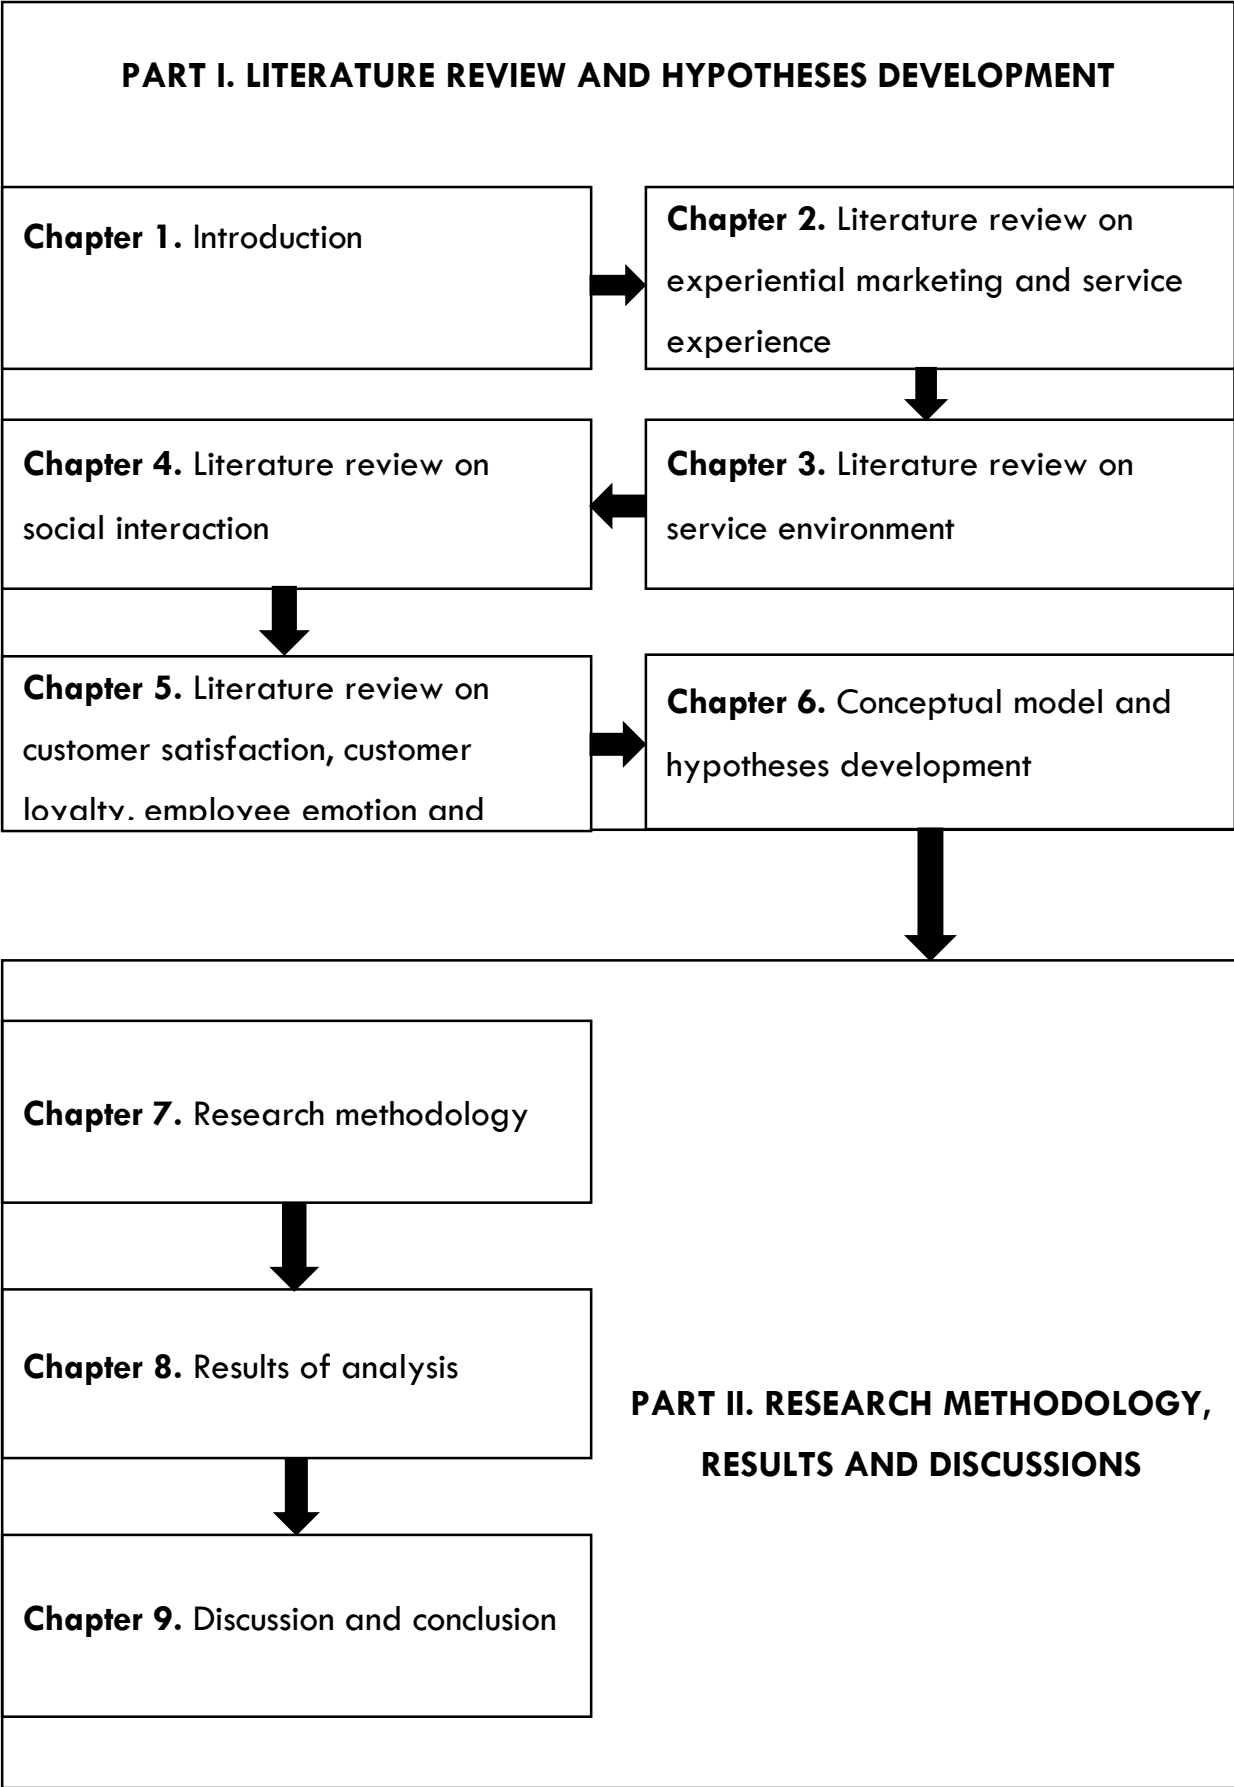 PART I. LITERATURE REVIEW AND HYPOTHESES DEVELOPMENT
Chapter 1. Introduction
Chapter 2. Literature review on
experiential marketing and service
experience
Chapter 3. Literature review on
service environment
Chapter 4. Literature review on
social interaction
Chapter 5. Literature review on
customer satisfaction, customer
loyalty, employee emotion and
Chapter 6. Conceptual model and
hypotheses development
Chapter 7. Research methodology
Chapter 8. Results of analysis
PART II. RESEARCH METHODOLOGY,
RESULTS AND DISCUSSIONS
Chapter 9. Discussion and conclusion